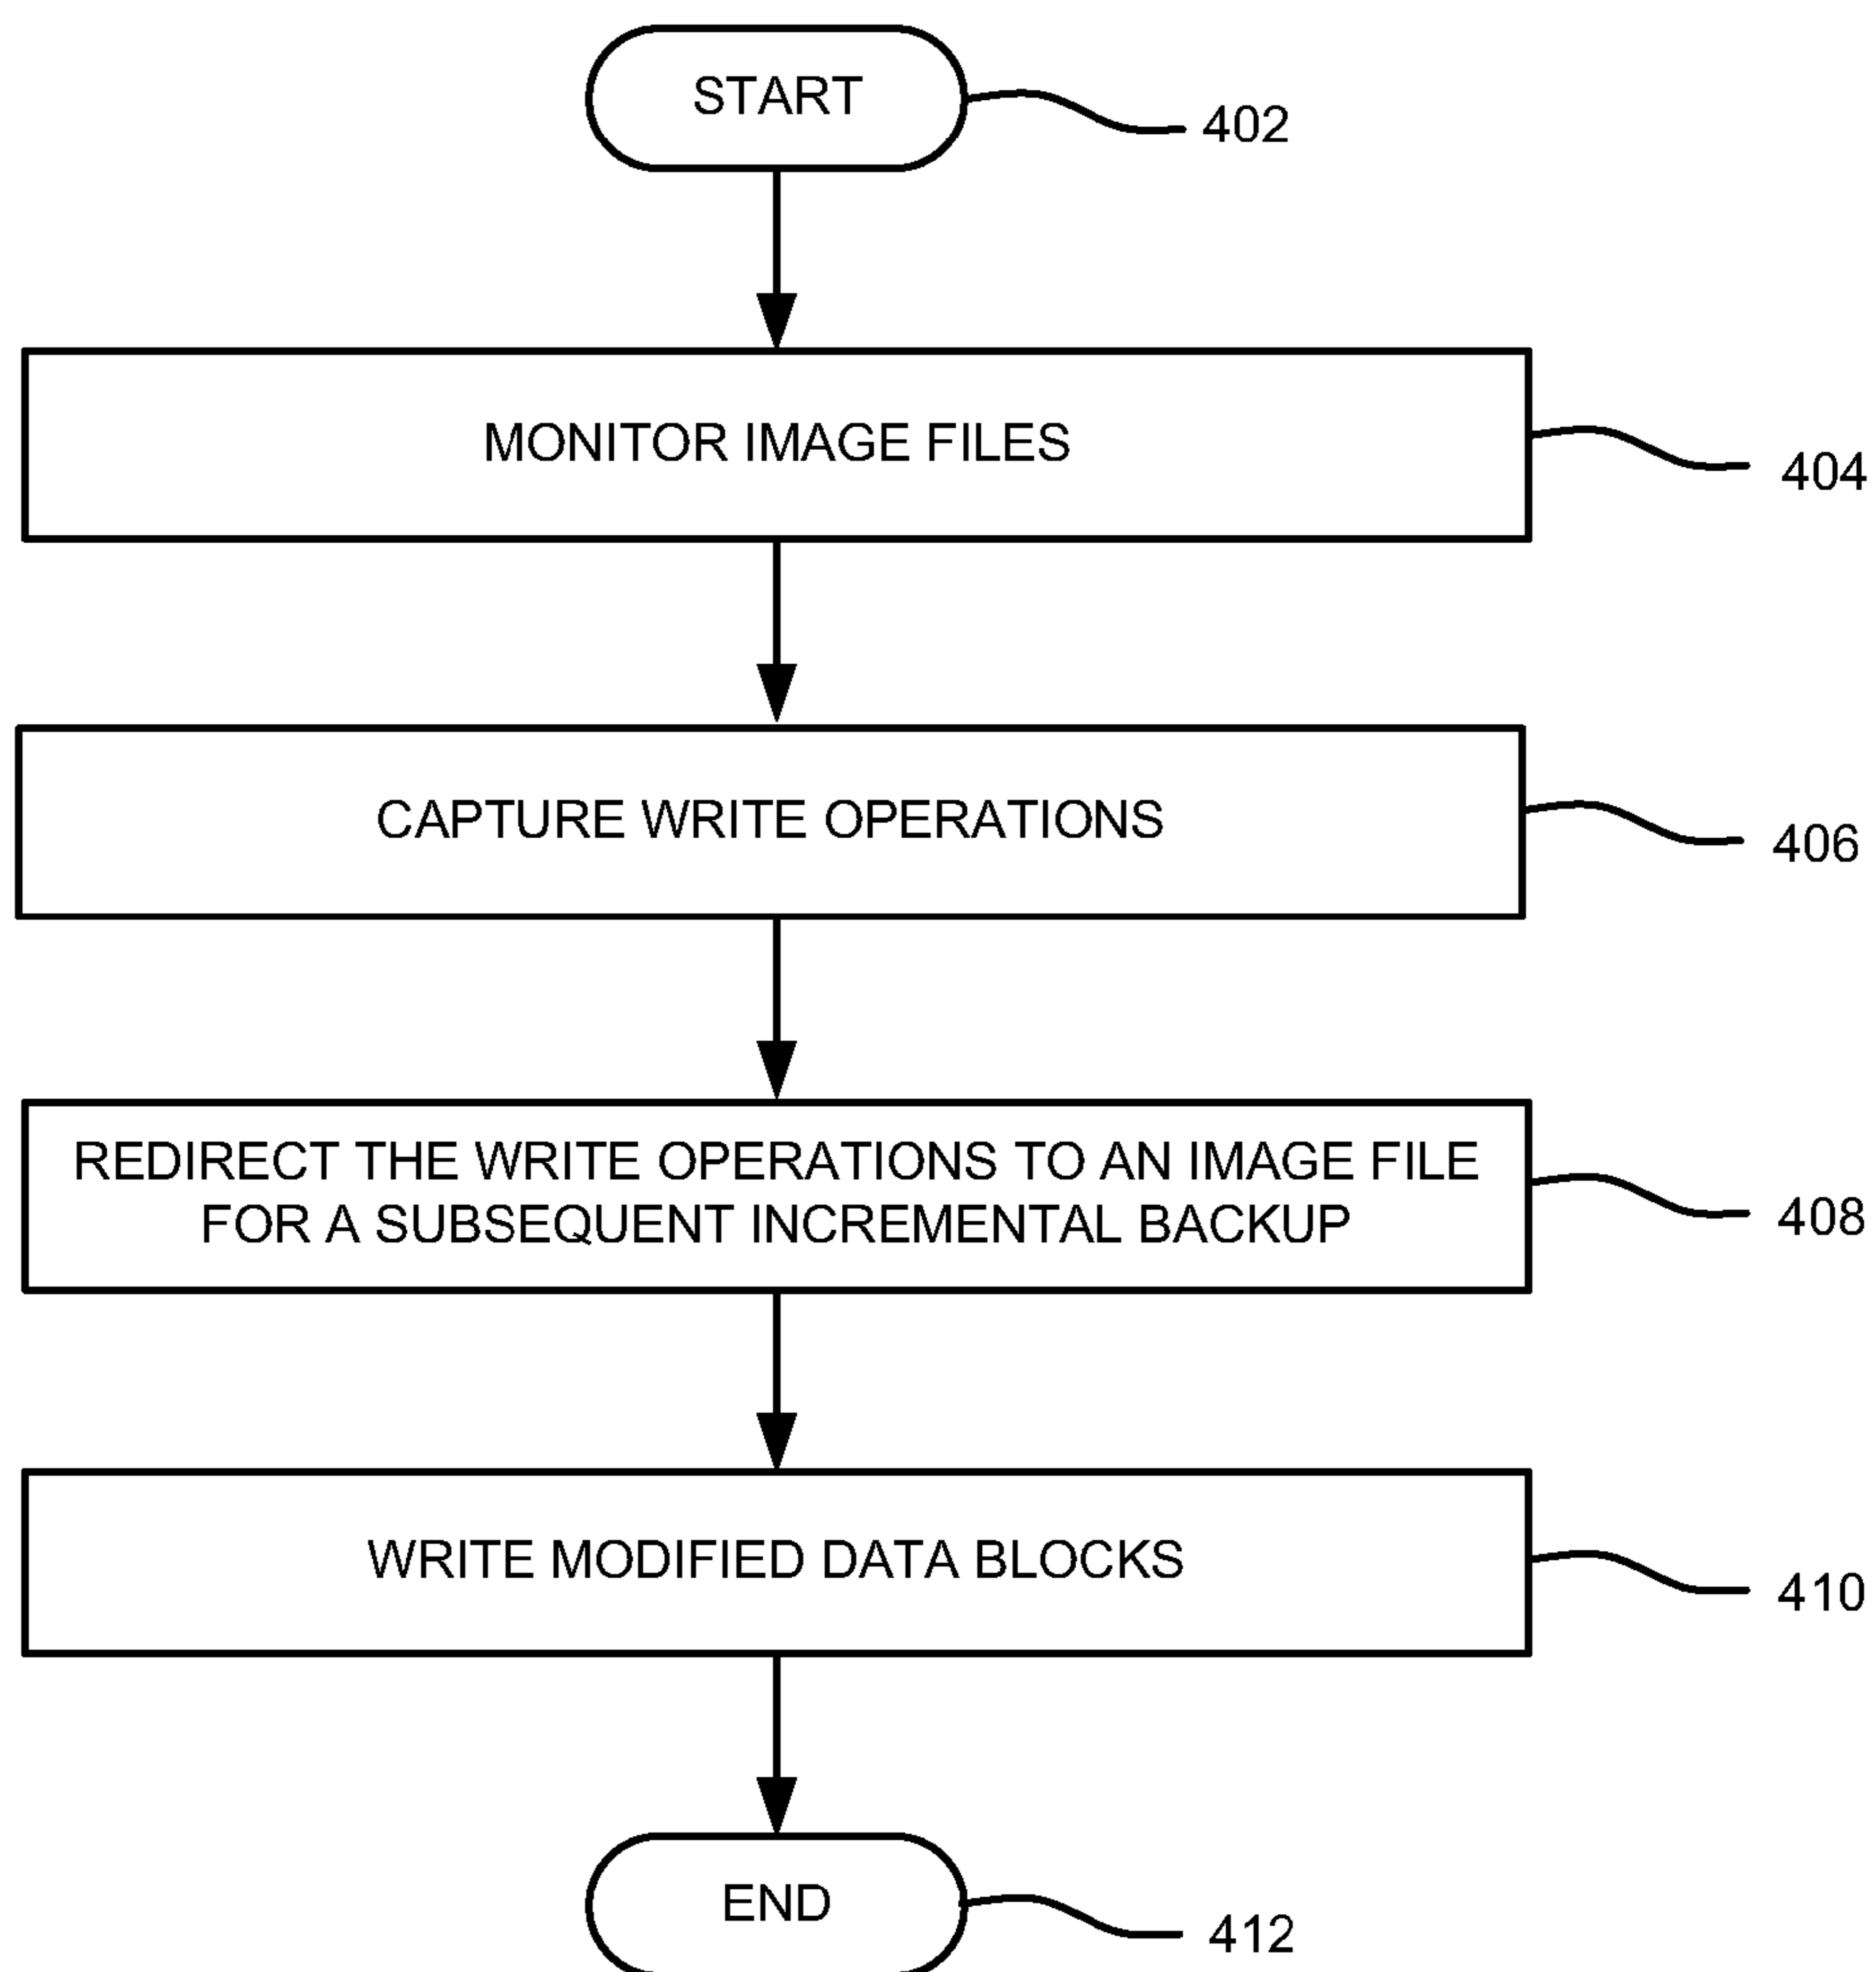 START
402
MONITOR IMAGE FILES
404
CAPTURE WRITE OPERATIONS
406
REDIRECT THE WRITE OPERATIONS TO AN IMAGE FILE
FOR A SUBSEQUENT INCREMENTAL BACKUP
408
WRITE MODIFIED DATA BLOCKS
410
END
412